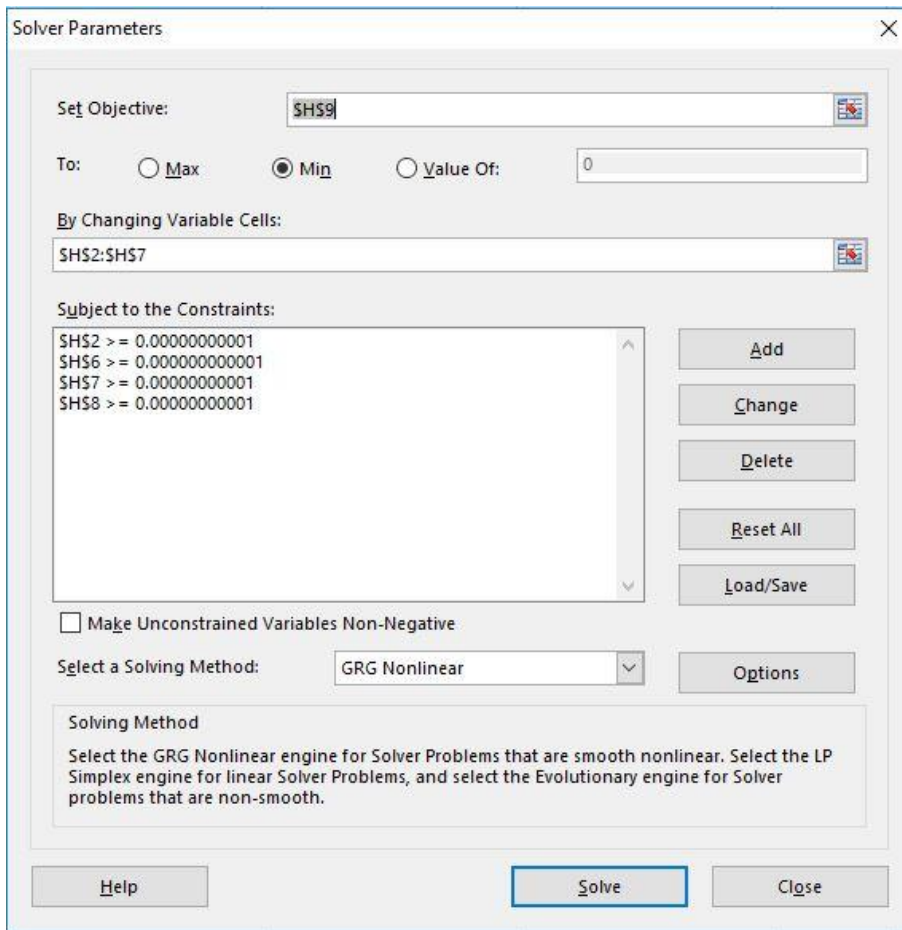 Solver Parameters
Set Objective:
$H$9
To:
Max
Min
Value Of:
0
By Changing Variable Cells:
$H$2:$H$7
Subject to the Constraints:
$H$2 >= 0.00000000001
$H$6 >= 0.000000000001
$H$7 >= 0.00000000001
$H$8 >= 0.00000000001
Add
Change
Delete
Reset All
Load/Save
Make Unconstrained Variables Non-Negative
Select a Solving Method:
GRG Nonlinear
Options
Solving Method
Select the GRG Nonlinear engine for Solver Problems that are smooth nonlinear. Select the LP
Simplex engine for linear Solver Problems, and select the Evolutionary engine for Solver
problems that are non-smooth.
Help
Solve
Close